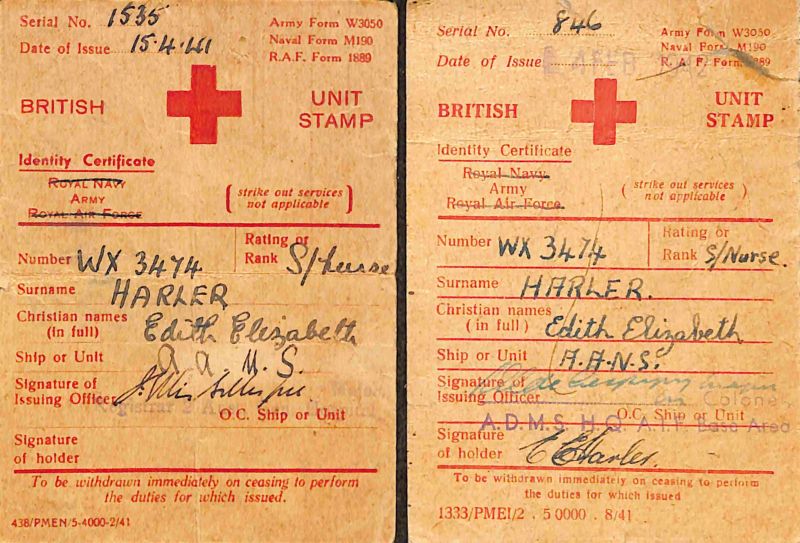 Serial No. 1535
Date of Issue 15.4.41
Army Form W3050
Naval Form M190
R.A.F. Form 1889
BRITISH
UNIT
STAMP
Identity Certificate
ROYAL NAVY
ARMY
ROYAL AIR FORCE
( strike out services
not applicable )
Number WX 3474
Rating or
Rank S/Nurse
Surname HARLER
Christian names
(in full) Edith Elizabeth
Ship or Unit A.A.N.S.
Signature of
Issuing Officer
Registrar 2
O.C. Ship or Unit
Signature
of holder
To be withdrawn immediately on ceasing to perform
the duties for which issued.
438/PMEN/5-4000-2/41
Serial No. 846
Date of Issue FEB
Army Form W3050
Naval Form M190
R.A.F. Form 1889
BRITISH
UNIT
STAMP
Identity Certificate
Royal Navy
Army
Royal Air Force
( strike out services
not applicable )
Number WX 3474
Rating or
Rank S/Nurse.
Surname HARLER.
Christian names
(in full) Edith Elizabeth
Ship or Unit A.A.N.S.
Signature of
Issuing Officer
Colonel
O.C. Ship or Unit
A.D.M.S. H.Q. A.I.F. Base Area
Signature
of holder E E Harler.
To be withdrawn immediately on ceasing to perform
the duties for which issued
1333/PMEI/2 . 5 0000 . 8/41